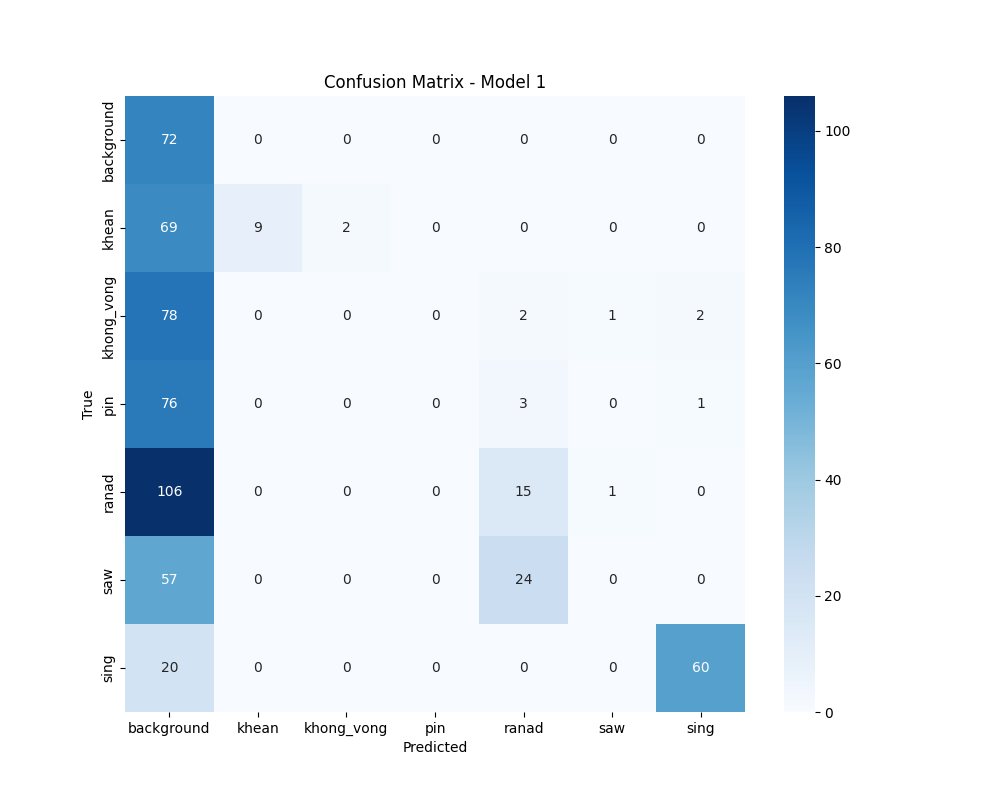 Confusion Matrix - Model 1
True
background 72 0 0 0 0 0 0
khean 69 9 2 0 0 0 0
khong_vong 78 0 0 0 2 1 2
pin 76 0 0 0 3 0 1
ranad 106 0 0 0 15 1 0
saw 57 0 0 0 24 0 0
sing 20 0 0 0 0 0 60
background khean khong_vong pin ranad saw sing
Predicted
100
80
60
40
20
0